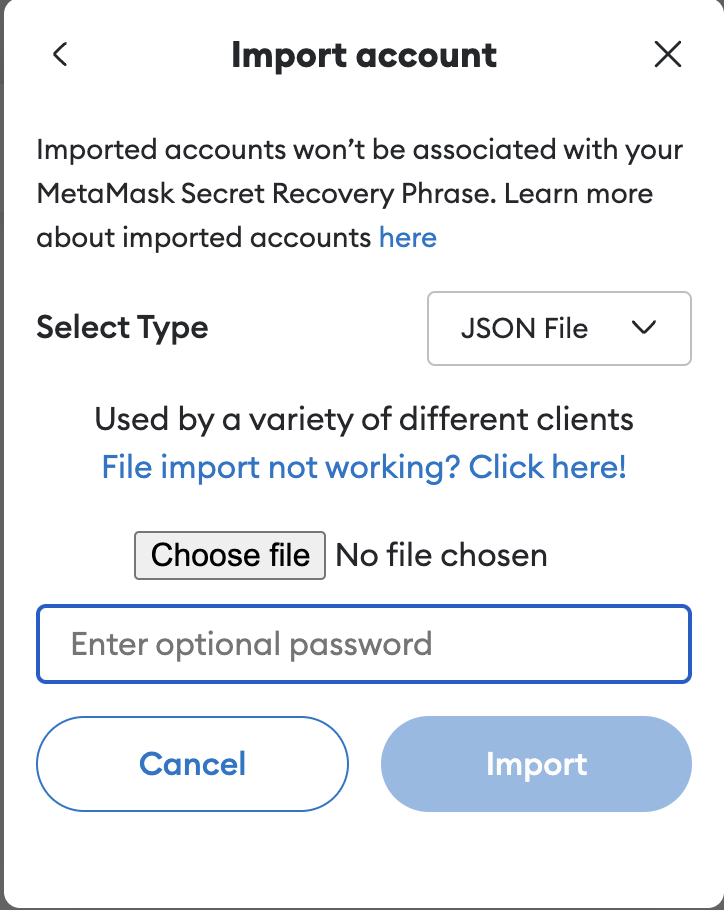 Import account
Imported accounts won’t be associated with your
MetaMask Secret Recovery Phrase. Learn more
about imported accounts here
Select Type
JSON File
Used by a variety of different clients
File import not working? Click here!
Choose file No file chosen
Enter optional password
Cancel
Import